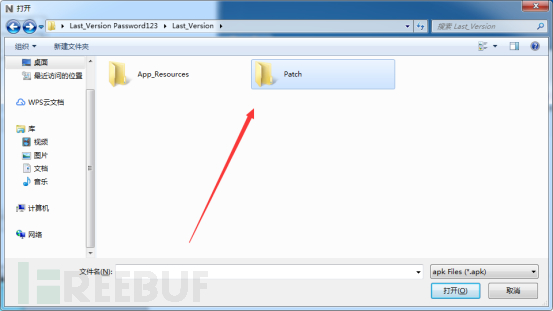 打开
Last_Version Password123 Last_Version
搜索 Last_Version
组织 新建文件夹
桌面
最近访问的位置
WPS云文档
库
视频
图片
文档
音乐
计算机
网络
App_Resources
Patch
文件名(N):
apk Files (*.apk)
打开(O)
取消
FREEBUF